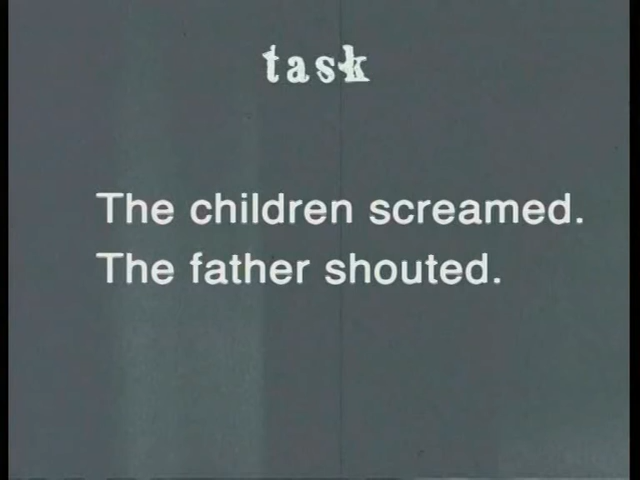 task
The children screamed.
The father shouted.